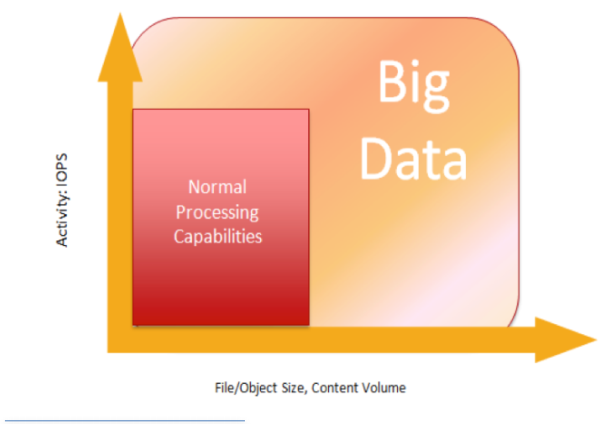 Big
Data
Normal
Processing
Capabilities
Activity: IOPS
File/Object Size, Content Volume